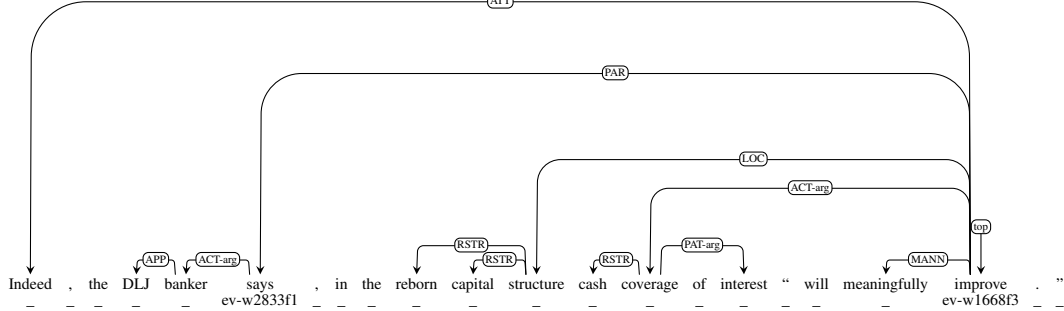 PAR
LOC
ACT-arg
top
RSTR
PAT-arg
APP ACT-arg RSTR RSTR MANN
Indeed , the DLJ banker says , in the reborn capital structure cash coverage of interest “ will meaningfully improve . ”
_ _ _ _ _ ev-w2833f1 _ _ _ _ _ _ _ _ _ _ _ _ _ ev-w1668f3 _ _